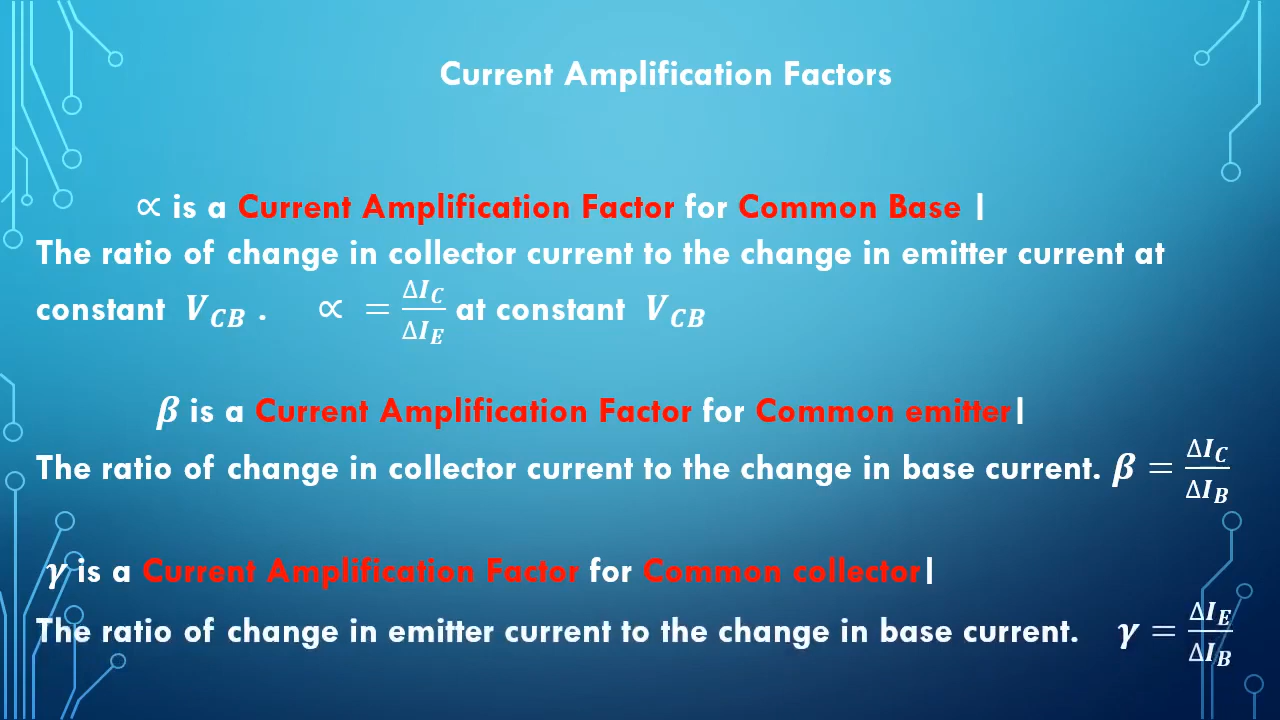 Current Amplification Factors
∝ is a Current Amplification Factor for Common Base |
The ratio of change in collector current to the change in emitter current at
constant V_CB . ∝ = ΔI_C/ΔI_E at constant V_CB
β is a Current Amplification Factor for Common emitter|
The ratio of change in collector current to the change in base current. β = ΔI_C/ΔI_B
γ is a Current Amplification Factor for Common collector|
The ratio of change in emitter current to the change in base current. γ = ΔI_E/ΔI_B